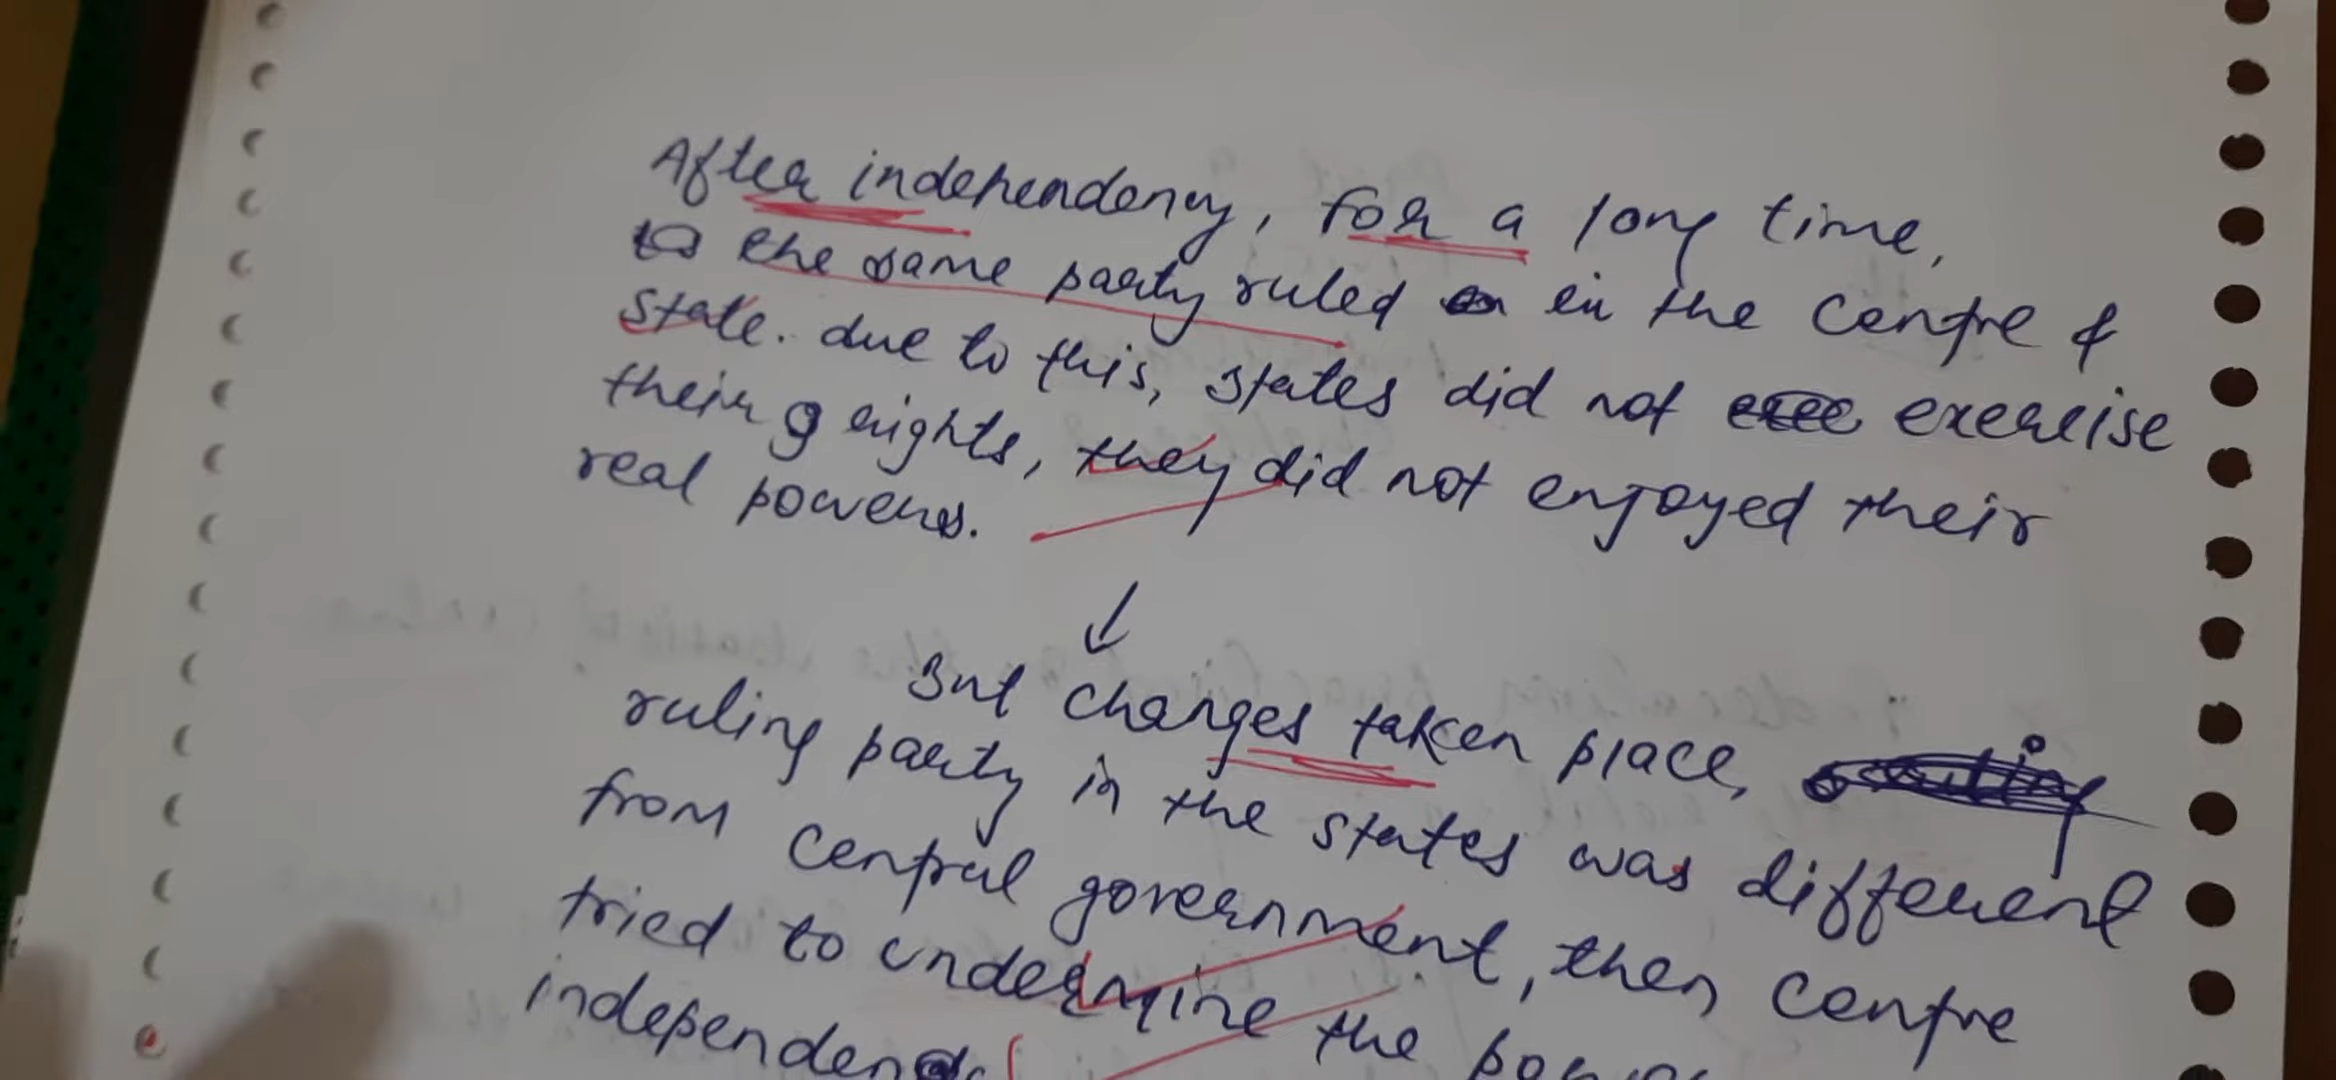 After independency, for a long time,
the same party ruled in the Centre &
State. due to this, states did not exercise
their rights, they did not enjoyed their
real powers.
↓
But changes taken place,
ruling party in the states was different
from central government, then centre
tried to undermine the